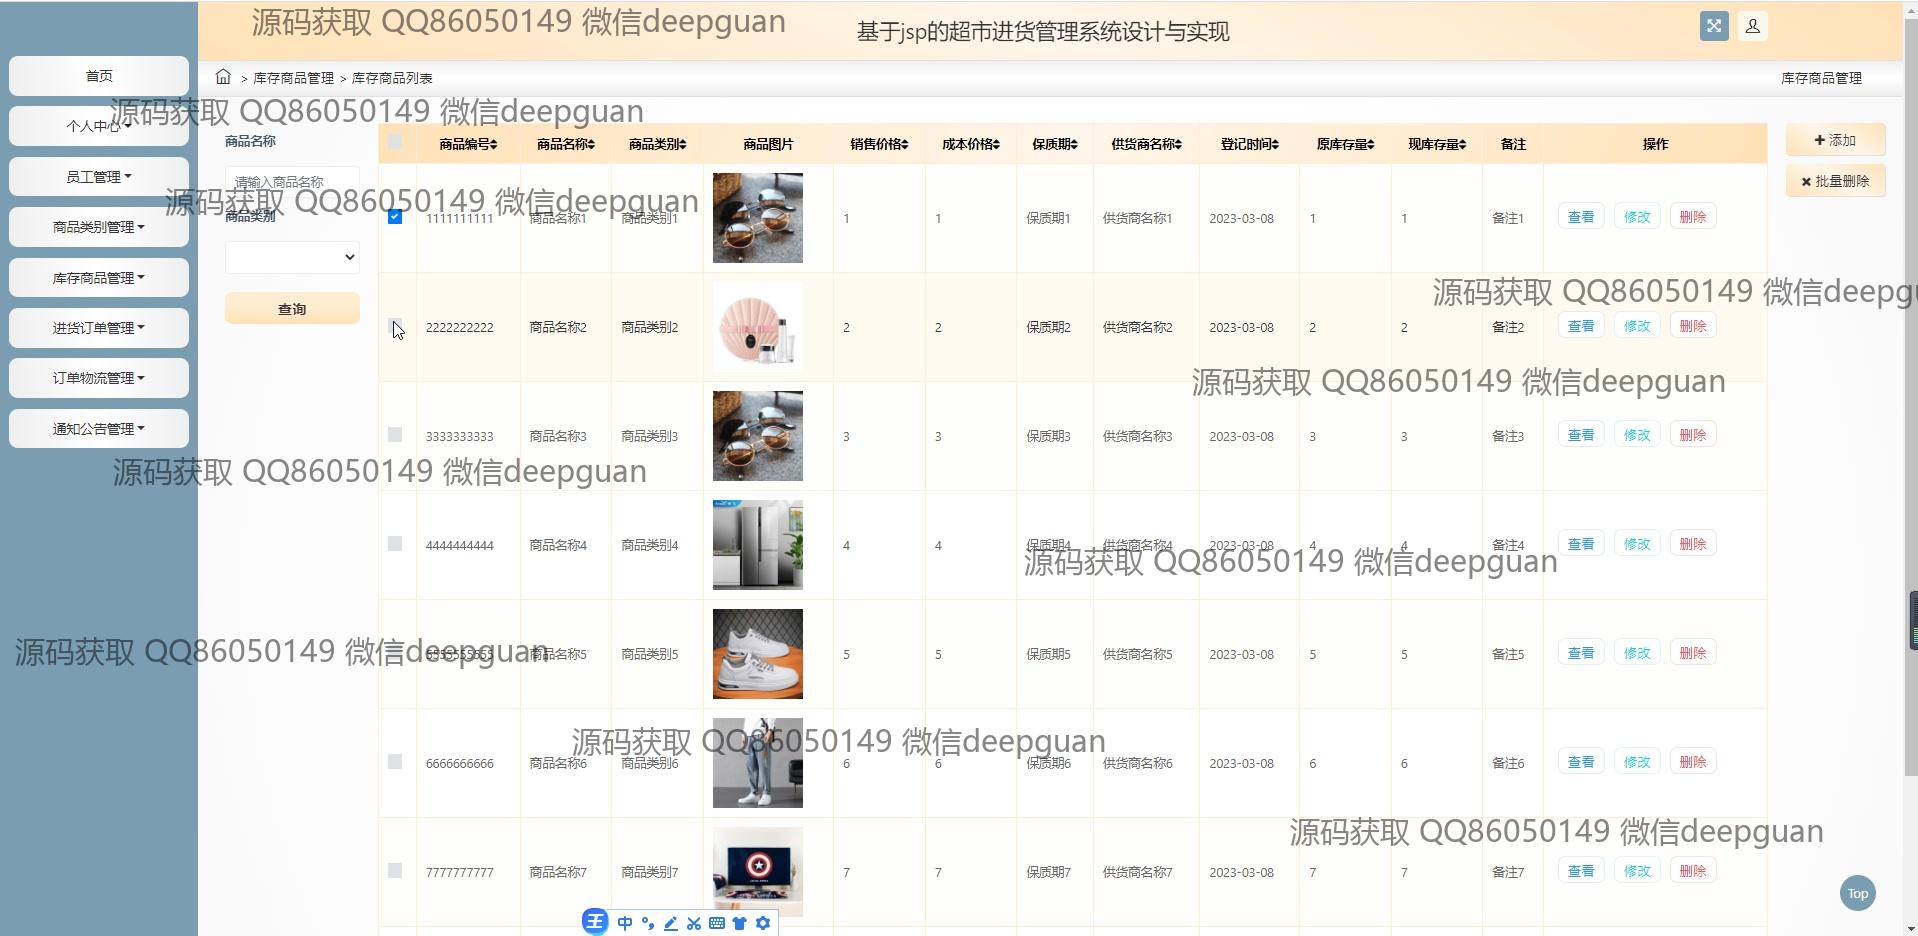 源码获取 QQ86050149 微信deepguan
基于jsp的超市进货管理系统设计与实现
首页
> 库存商品管理 > 库存商品列表
库存商品管理
源码获取 QQ86050149 微信deepguan
个人中心
员工管理
商品类别管理
库存商品管理
进货订单管理
订单物流管理
通知公告管理
商品名称
请输入商品名称
商品类别
查询
源码获取 QQ86050149 微信deepguan
商品编号 商品名称 商品类别 商品图片 销售价格 成本价格 保质期 供货商名称 登记时间 原库存量 现库存量 备注 操作
添加
批量删除
1111111111 商品名称1 商品类别1 1 1 保质期1 供货商名称1 2023-03-08 1 1 备注1 查看 修改 删除
源码获取 QQ86050149 微信deepgu
2222222222 商品名称2 商品类别2 2 2 保质期2 供货商名称2 2023-03-08 2 2 备注2 查看 修改 删除
源码获取 QQ86050149 微信deepguan
3333333333 商品名称3 商品类别3 3 3 保质期3 供货商名称3 2023-03-08 3 3 备注3 查看 修改 删除
源码获取 QQ86050149 微信deepguan
4444444444 商品名称4 商品类别4 4 4 保质期4 供货商名称4 2023-03-08 4 4 备注4 查看 修改 删除
源码获取 QQ86050149 微信deepguan
源码获取 QQ86050149 微信deepguan
5555555555 商品名称5 商品类别5 5 5 保质期5 供货商名称5 2023-03-08 5 5 备注5 查看 修改 删除
源码获取 QQ86050149 微信deepguan
6666666666 商品名称6 商品类别6 6 6 保质期6 供货商名称6 2023-03-08 6 6 备注6 查看 修改 删除
源码获取 QQ86050149 微信deepguan
7777777777 商品名称7 商品类别7 7 7 保质期7 供货商名称7 2023-03-08 7 7 备注7 查看 修改 删除
Top
王 中